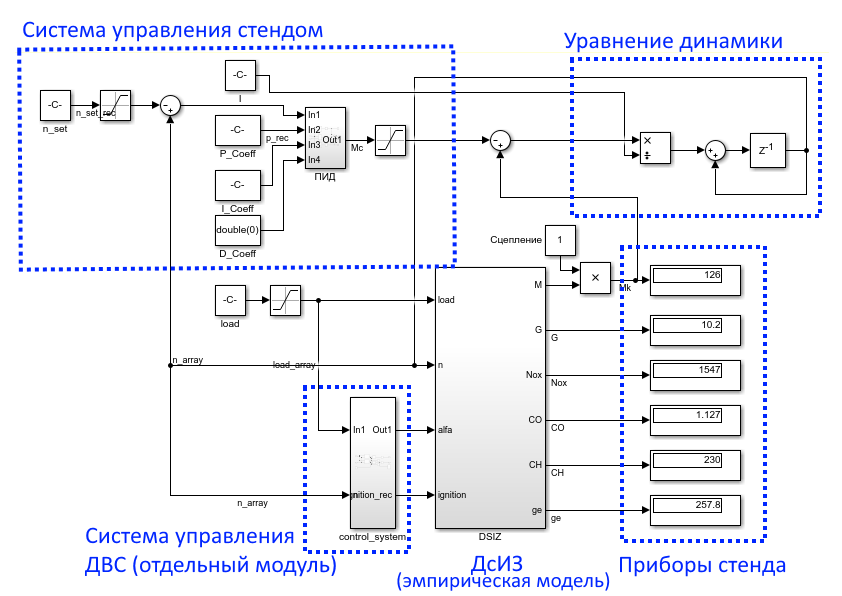 Система управления стендом
Уравнение динамики
-C-
I
-C-
n_set
n_set_rec
-C-
P_Coeff
p_rec
-C-
I_Coeff
double(0)
D_Coeff
In1
In2
In3
In4
Out1
ПИД
Mc
×
÷
Z-1
Сцепление
1
×
Mk
-C-
load
load_array
n_array
n_array
In1
Out1
gnition_rec
control_system
load
n
alfa
ignition
M
G
Nox
CO
CH
ge
DSIZ
G
Nox
CO
CH
ge
126
10.2
1547
1.127
230
257.8
Система управления
ДВС (отдельный модуль)
ДсИЗ
(эмпирическая модель)
Приборы стенда